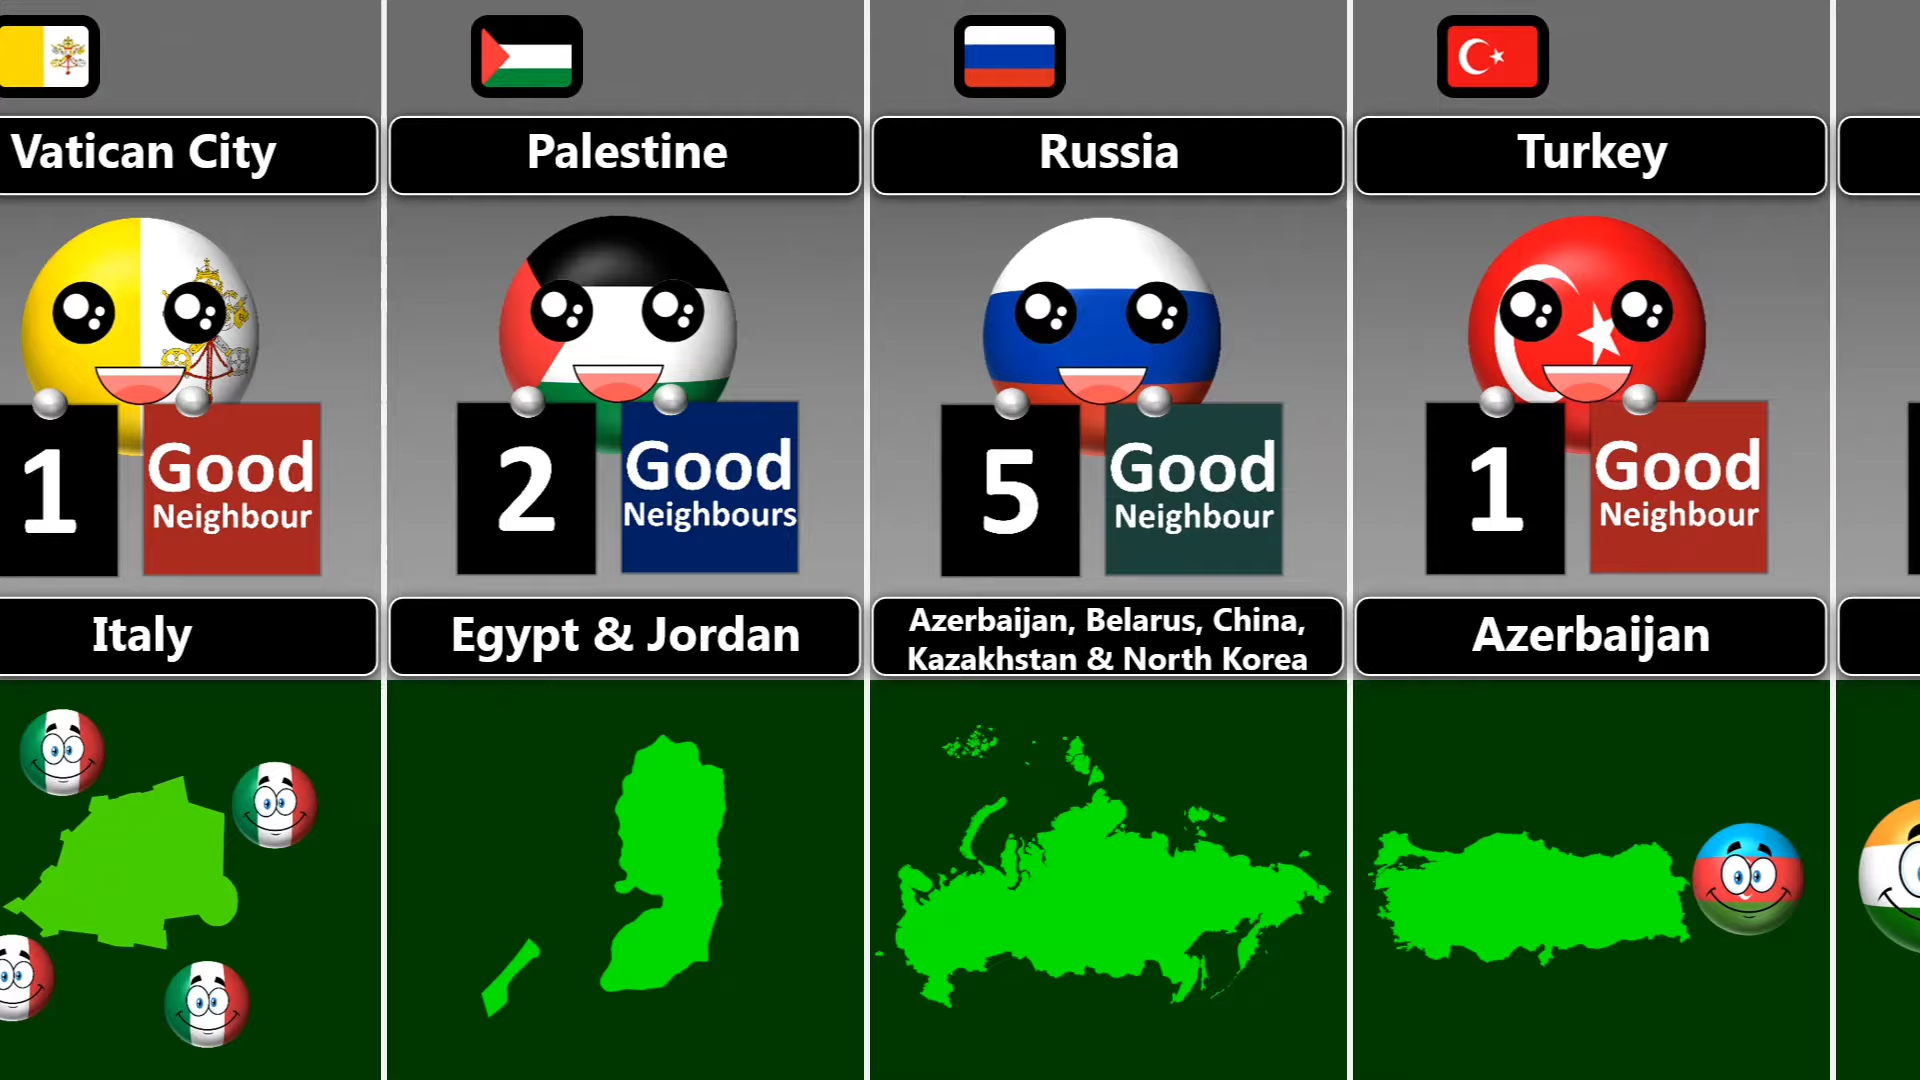 Vatican City
1
Good
Neighbour
Italy
Palestine
2
Good
Neighbours
Egypt & Jordan
Russia
5
Good
Neighbour
Azerbaijan, Belarus, China,
Kazakhstan & North Korea
Turkey
1
Good
Neighbour
Azerbaijan